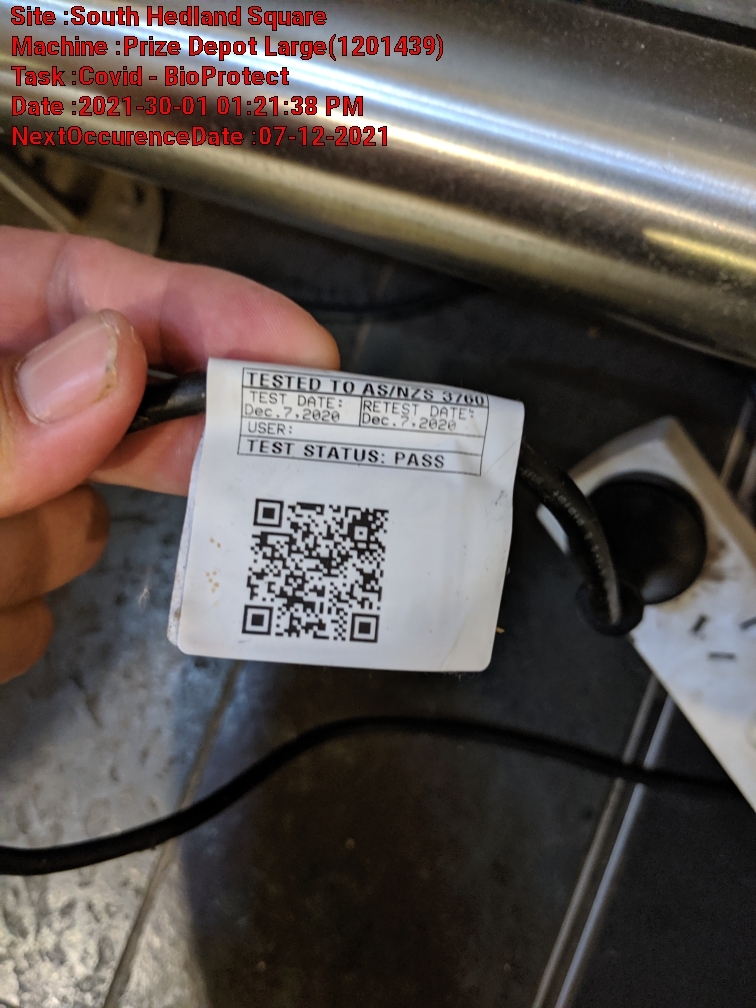 Site :South Hedland Square
Machine :Prize Depot Large(1201439)
Task :Covid - BioProtect
Date :2021-30-01 01:21:38 PM
NextOccurenceDate :07-12-2021
TESTED TO AS/NZS 3760
TEST DATE: RETEST DATE:
Dec.7.2020 Dec.7.2020
USER:
TEST STATUS: PASS